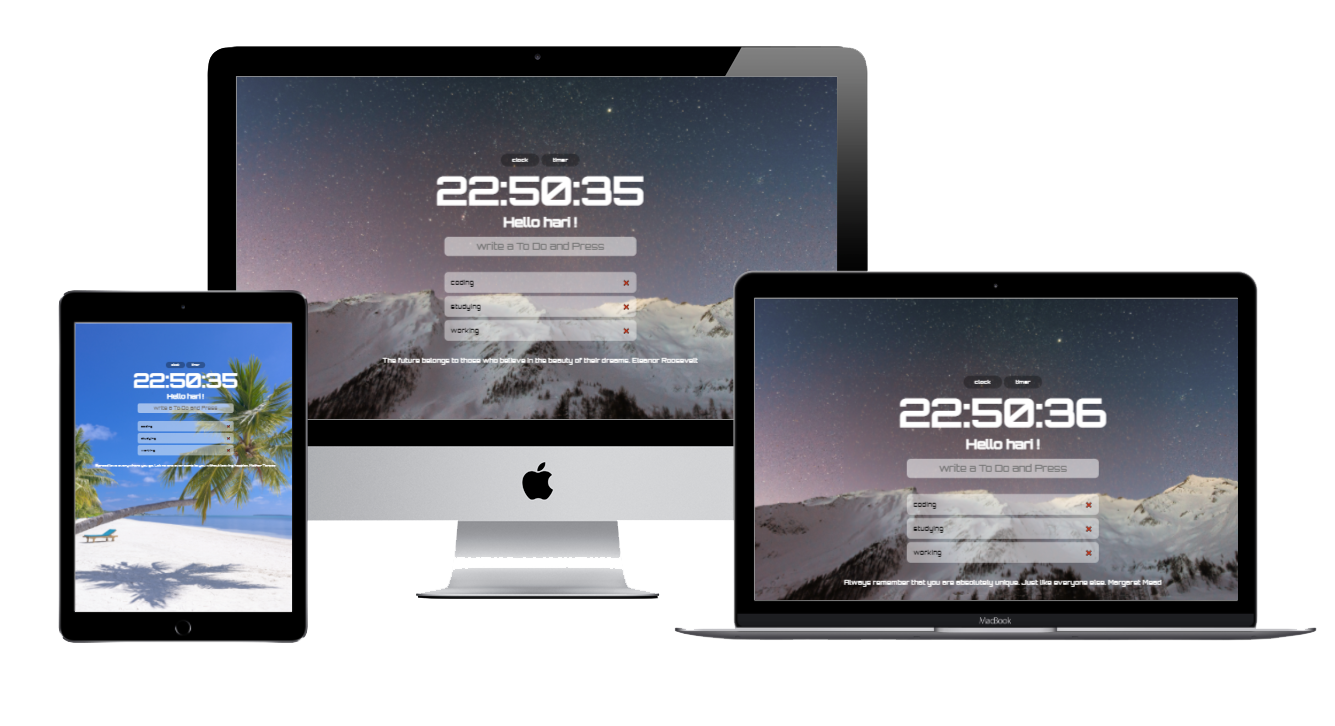 clock timer
22:50:35
Hello hari !
write a To Do and Press
coding
studying
working
The future belongs to those who believe in the beauty of their dreams. Eleanor Roosevelt
clock timer
22:50:35
Hello hari !
write a To Do and Press
coding
studying
working
clock timer
22:50:36
Hello hari !
write a To Do and Press
coding
studying
working
Always remember that you are absolutely unique. Just like everyone else. Margaret Mead
MacBook